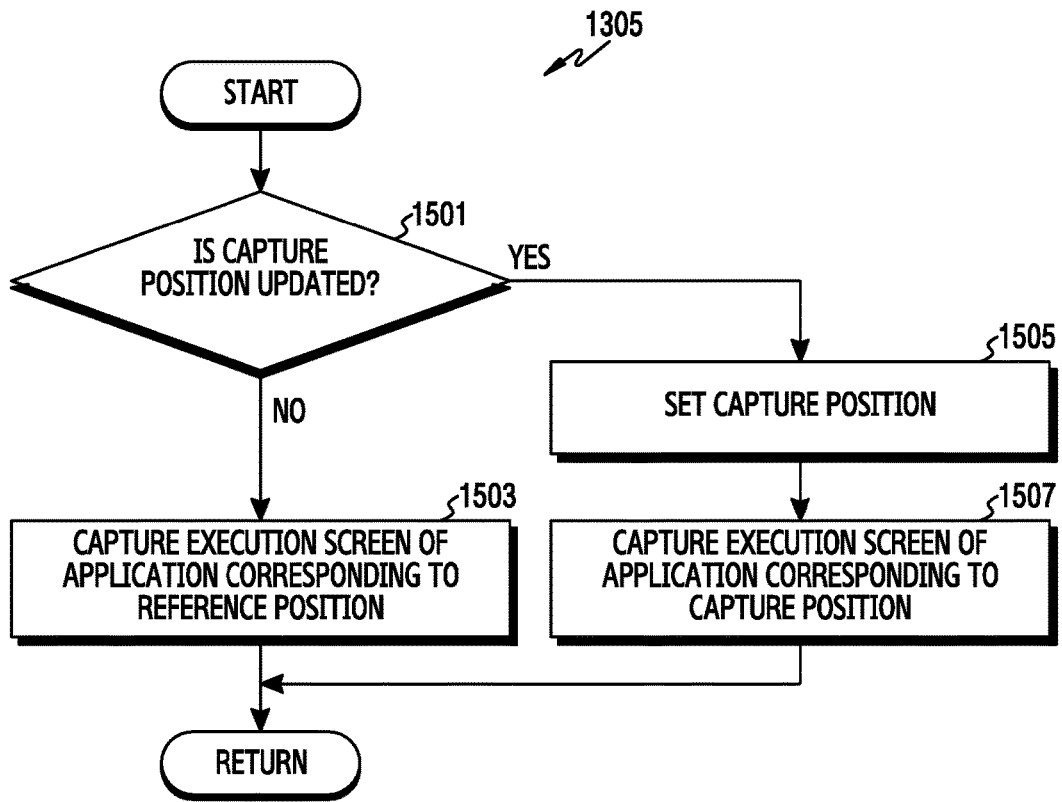 1305
START
1501
IS CAPTURE
POSITION UPDATED?
YES
NO
1505
SET CAPTURE POSITION
1503
CAPTURE EXECUTION SCREEN OF
APPLICATION CORRESPONDING TO
REFERENCE POSITION
1507
CAPTURE EXECUTION SCREEN OF
APPLICATION CORRESPONDING TO
CAPTURE POSITION
RETURN